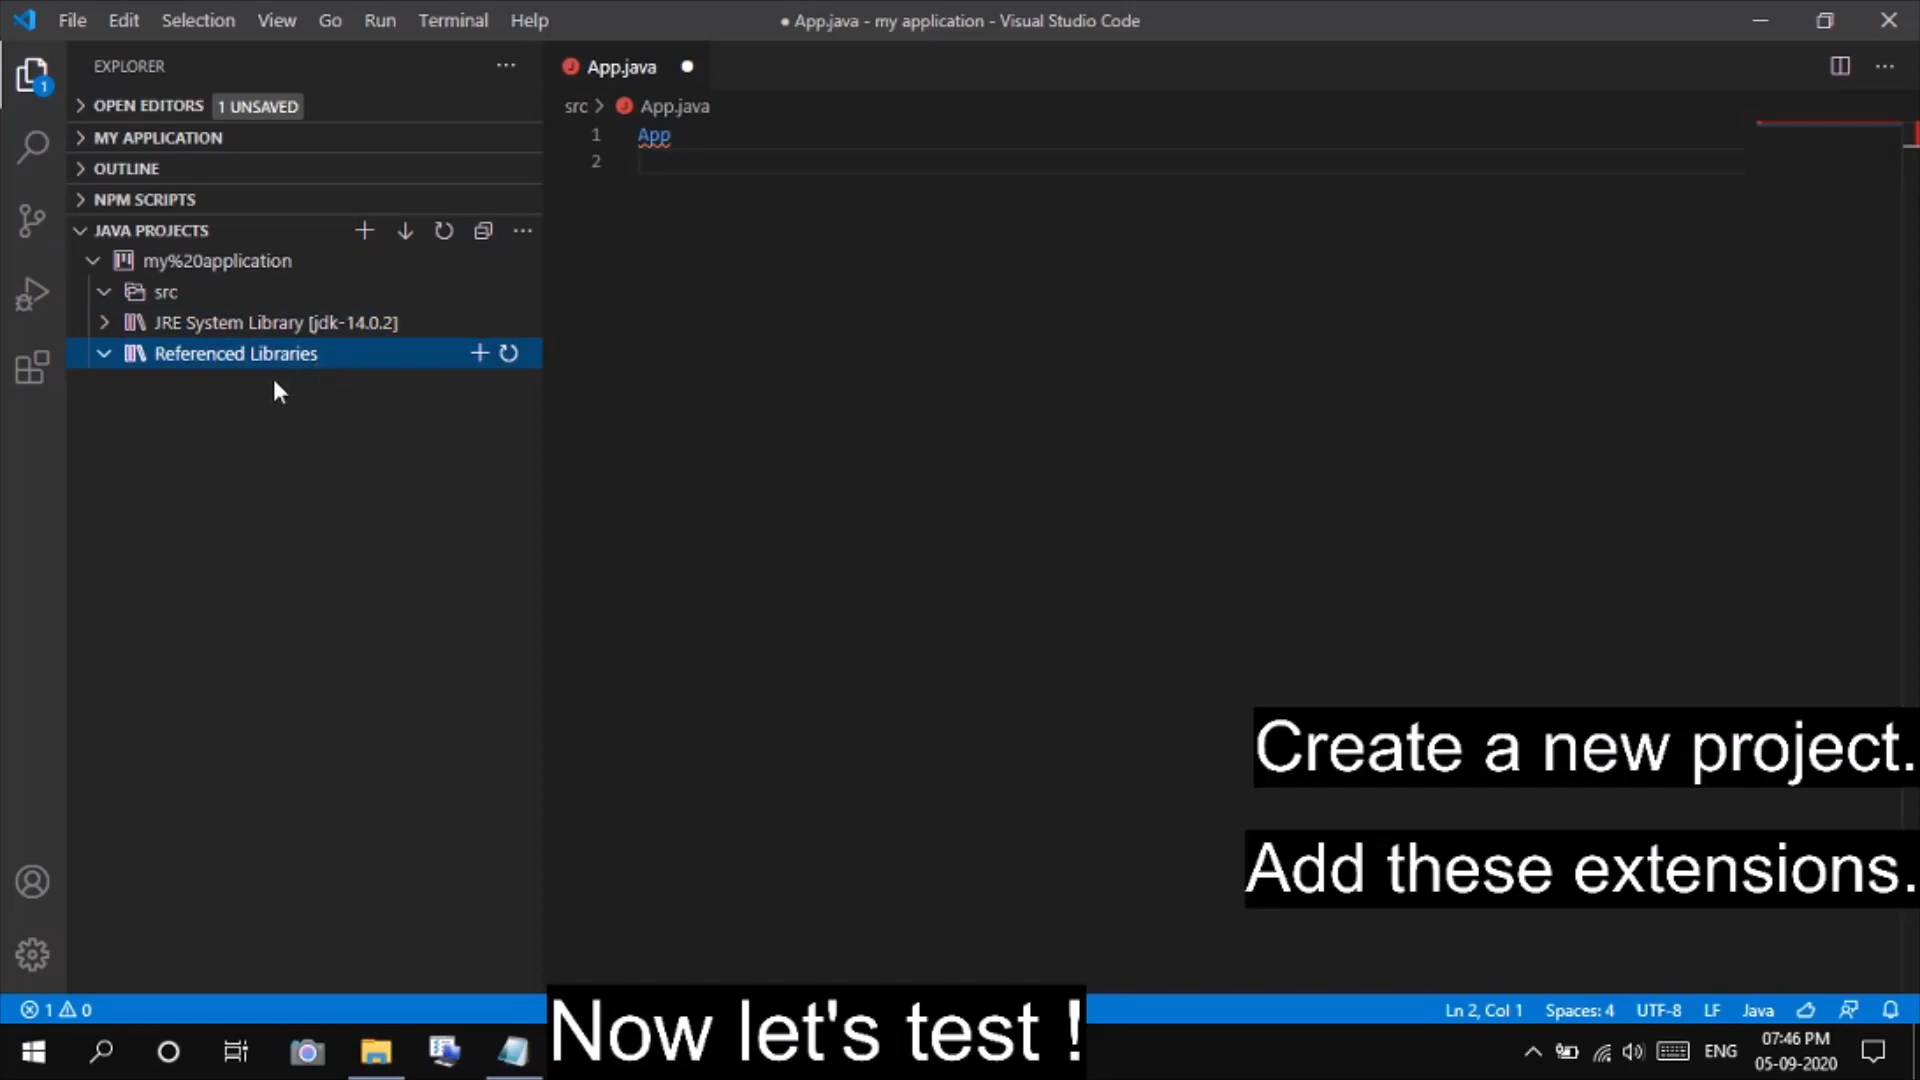 File Edit Selection View Go Run Terminal Help
● App.java - my application - Visual Studio Code
EXPLORER
App.java
OPEN EDITORS 1 UNSAVED
src > App.java
MY APPLICATION
1 App
2
OUTLINE
NPM SCRIPTS
JAVA PROJECTS
my%20application
src
JRE System Library [jdk-14.0.2]
Referenced Libraries
Create a new project.
Add these extensions.
1
1 0
Now let's test !
Ln 2, Col 1 Spaces: 4 UTF-8 LF Java
ENG
07:46 PM
05-09-2020